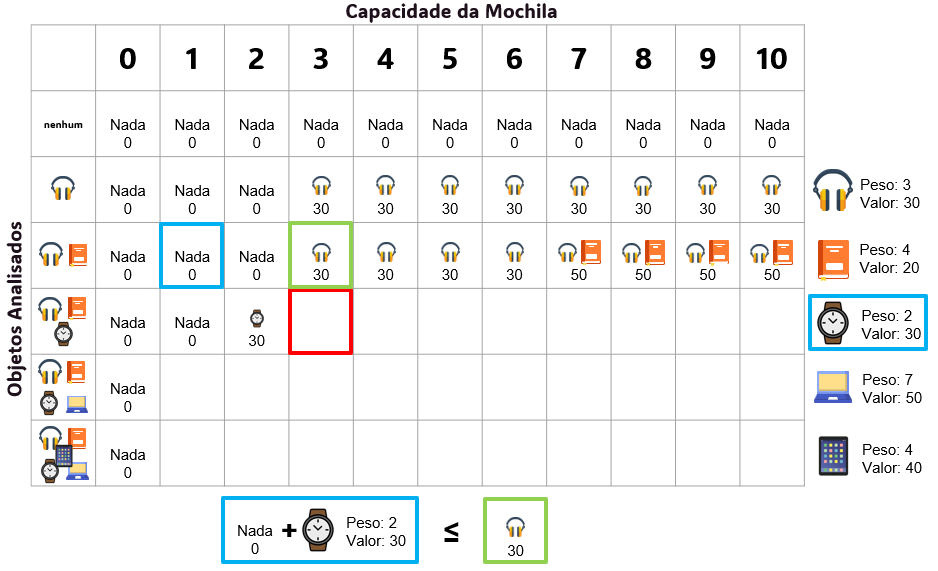 Capacidade da Mochila
0 1 2 3 4 5 6 7 8 9 10
Objetos Analisados
nenhum
Nada Nada Nada Nada Nada Nada Nada Nada Nada Nada Nada
0 0 0 0 0 0 0 0 0 0 0
Nada Nada Nada
0 0 0 30 30 30 30 30 30 30 30
Peso: 3
Valor: 30
Nada Nada Nada
0 0 0 30 30 30 30 50 50 50 50
Peso: 4
Valor: 20
Nada Nada
0 0 30
Peso: 2
Valor: 30
Nada
0
Peso: 7
Valor: 50
Nada
0
Peso: 4
Valor: 40
Nada + Peso: 2 ≤
0 Valor: 30 30